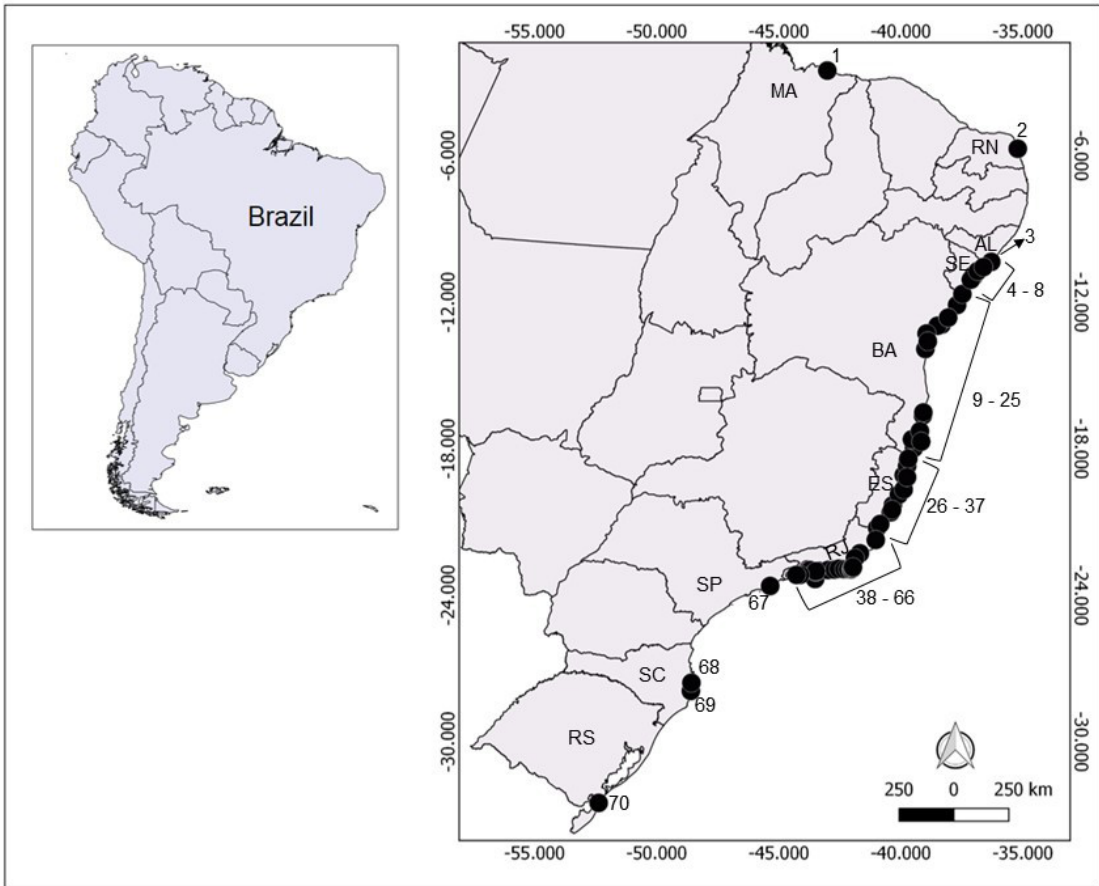 -55.000 -50.000 -45.000 -40.000 -35.000
Brazil
1
MA
2
RN
-6.000
-6.000
3
AL
SE
4 - 8
-12.000
-12.000
BA
9 - 25
-18.000
-18.000
ES
26 - 37
RJ
SP
67
38 - 66
-24.000
-24.000
SC
68
69
RS
-30.000
-30.000
250 0 250 km
70
-55.000 -50.000 -45.000 -40.000 -35.000